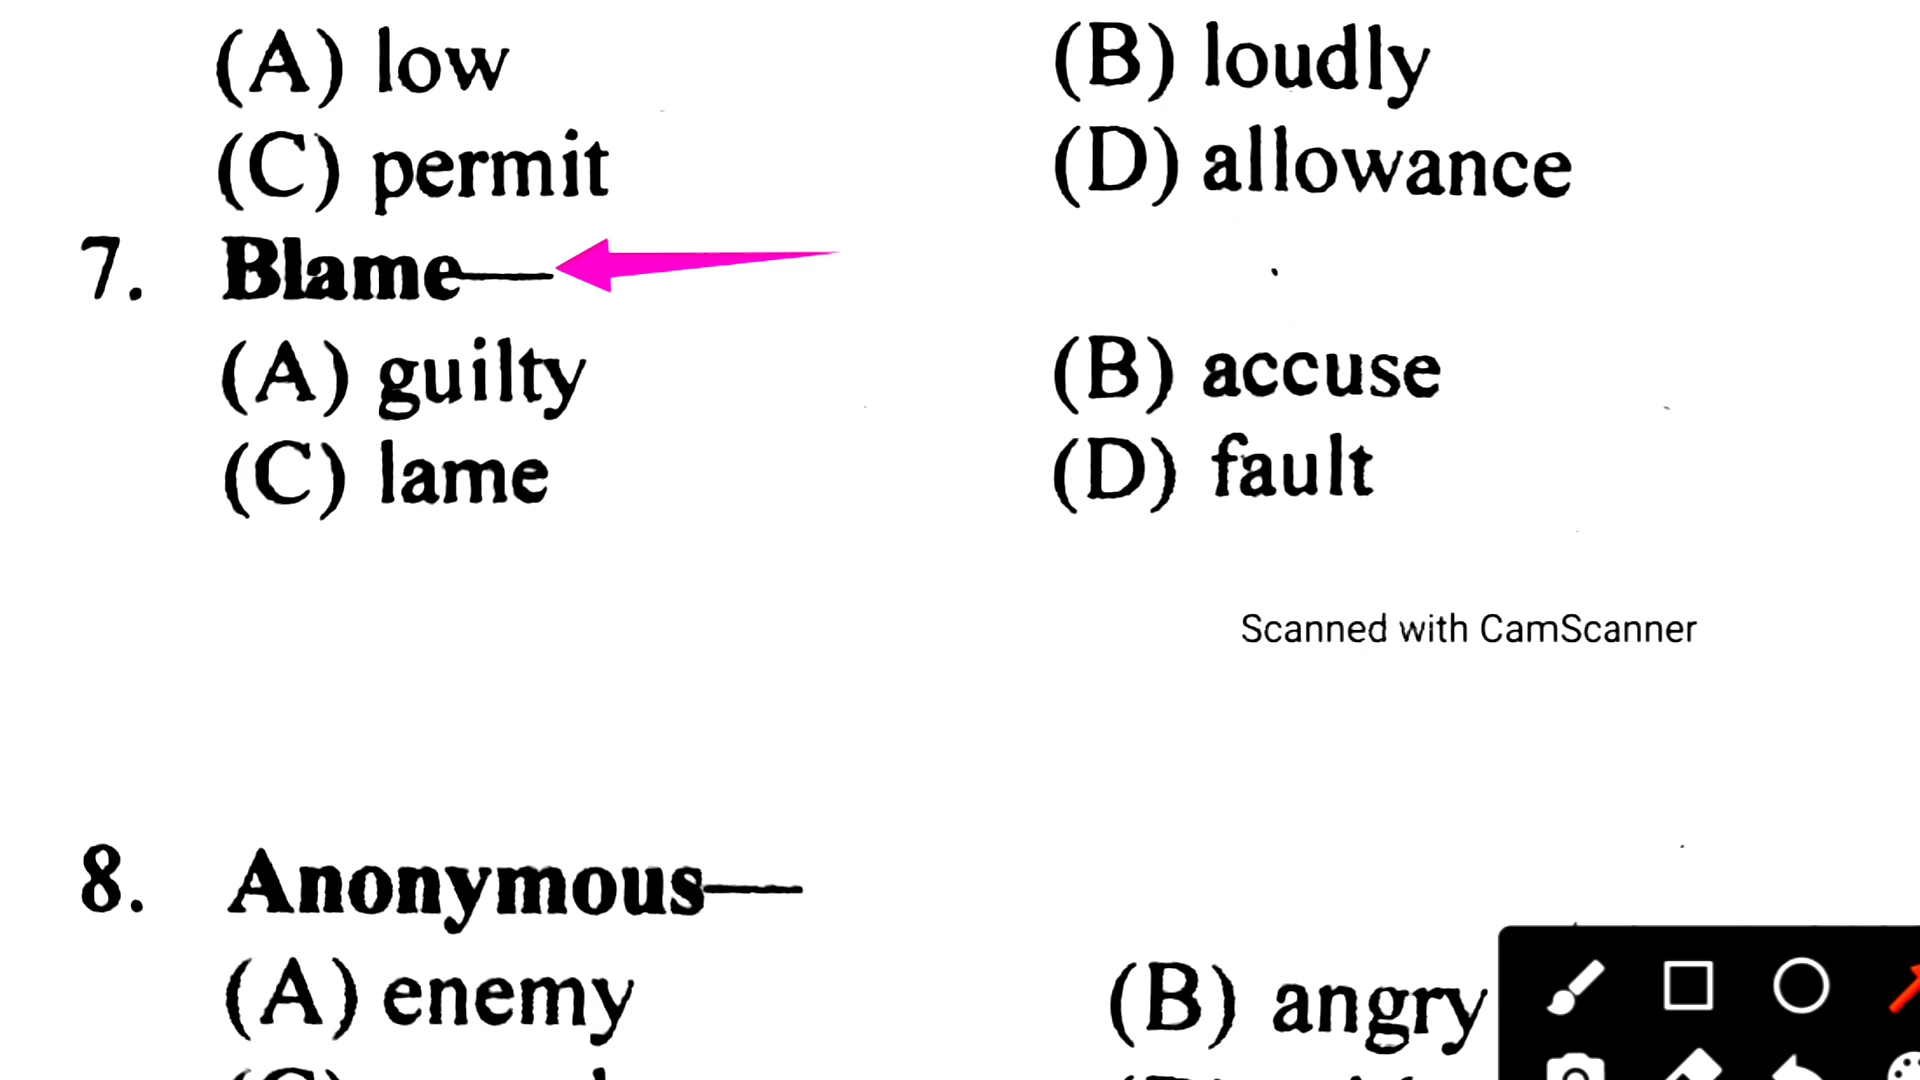 (A) low (B) loudly
(C) permit (D) allowance
7. Blame—
(A) guilty (B) accuse
(C) lame (D) fault
Scanned with CamScanner
8. Anonymous—
(A) enemy (B) angry